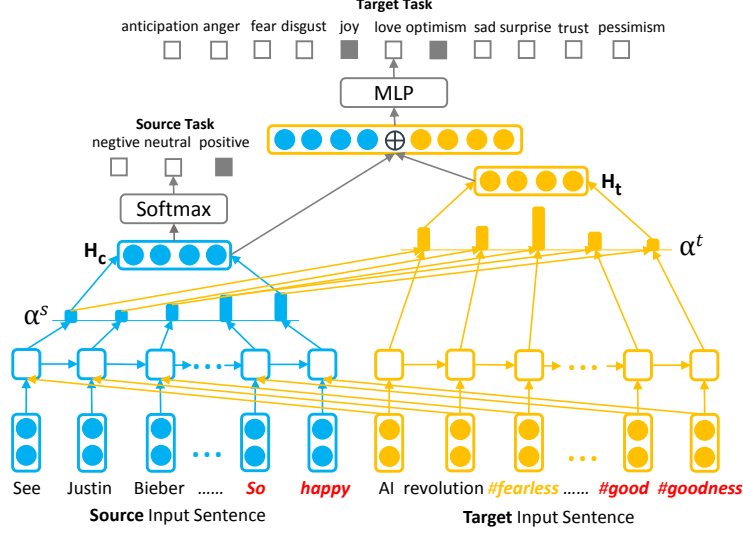 Target Task
anticipation anger fear disgust joy love optimism sad surprise trust pessimism
MLP
Source Task
negtive neutral positive
Softmax
H_t
H_c
α^t
α^s
See Justin Bieber ...... So happy AI revolution #fearless ...... #good #goodness
Source Input Sentence Target Input Sentence